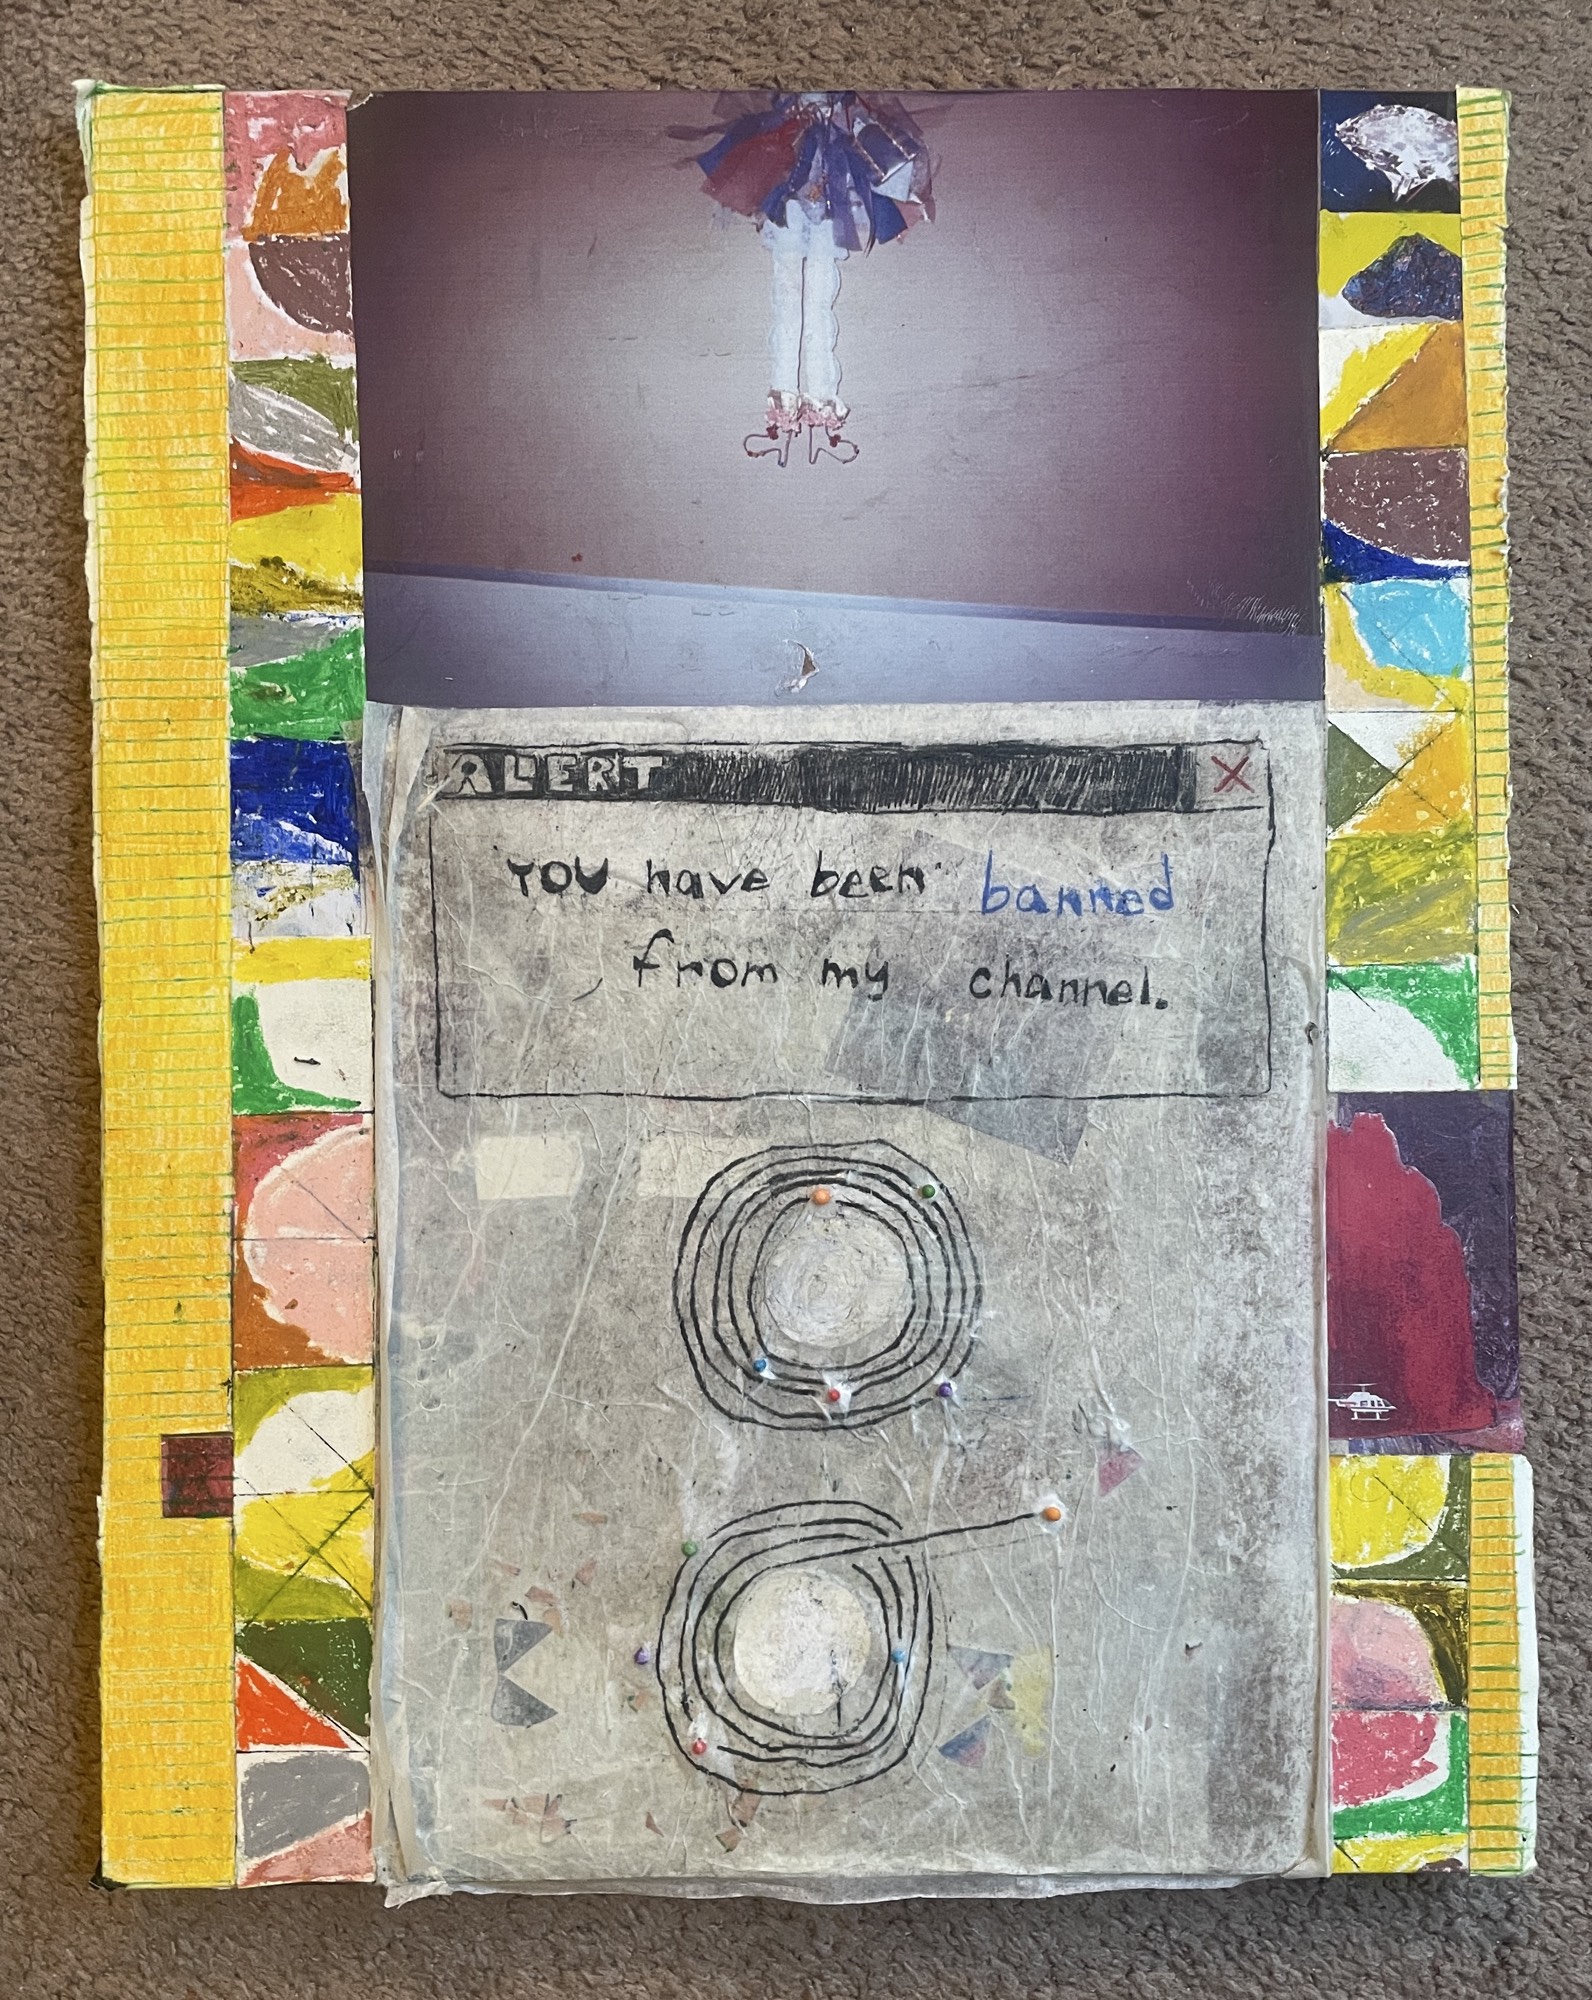 ALERT X
YOU have been banned
from my channel.